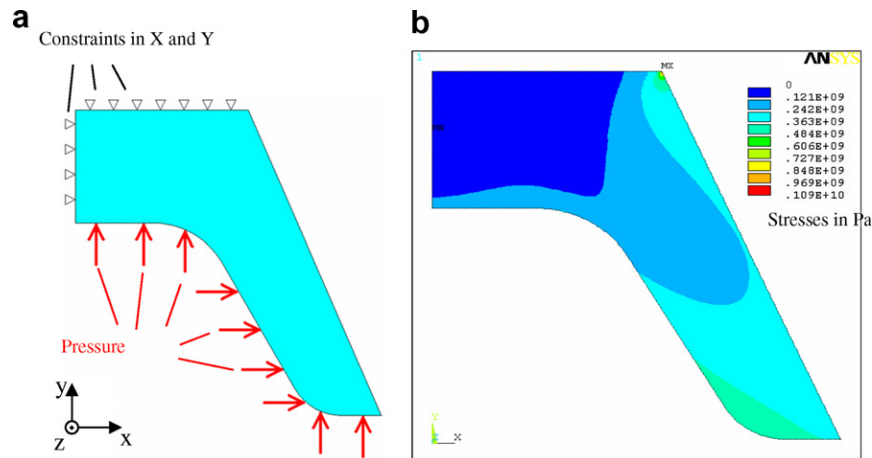 a
Constraints in X and Y
Pressure
y
z
x
b
1
ANSYS
MX
0
.121E+09
.242E+09
.363E+09
.484E+09
.606E+09
.727E+09
.848E+09
.969E+09
.109E+10
Stresses in Pa
Y
X